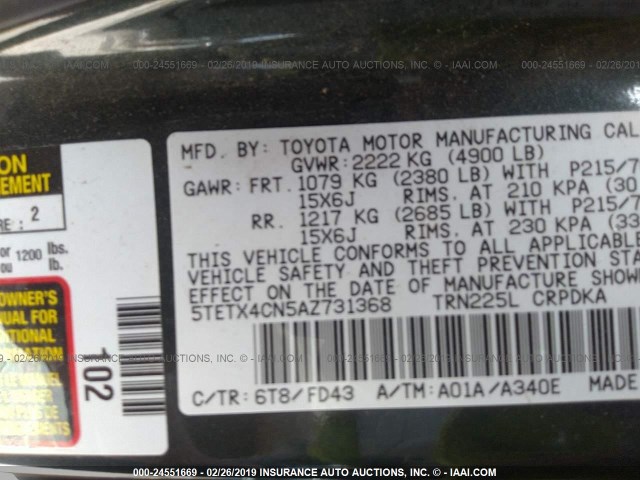 000-24551669 - 02/26/2019 INSURANCE AUTO AUCTIONS, INC. - IAAI.COM
ON
EMENT
RE : 2
or 1200 lbs.
ou lb.
OWNER'S
NUAL FOR
ITIONAL
MATION
102
MFD. BY: TOYOTA MOTOR MANUFACTURING CAL
GVWR:2222 KG (4900 LB)
GAWR: FRT. 1079 KG (2380 LB) WITH P215/7
15X6J RIMS. AT 210 KPA (30
RR. 1217 KG (2685 LB) WITH P215/7
15X6J RIMS. AT 230 KPA (33
THIS VEHICLE CONFORMS TO ALL APPLICABLE
VEHICLE SAFETY AND THEFT PREVENTION STA
EFFECT ON THE DATE OF MANUFACTURE SHOW
5TETX4CN5AZ731368 TRN225L CRPDKA
C/TR: 6T8/FD43 A/TM: A01A/A340E MADE
000-24551669 - 02/26/2019 INSURANCE AUTO AUCTIONS, INC. - IAAI.COM